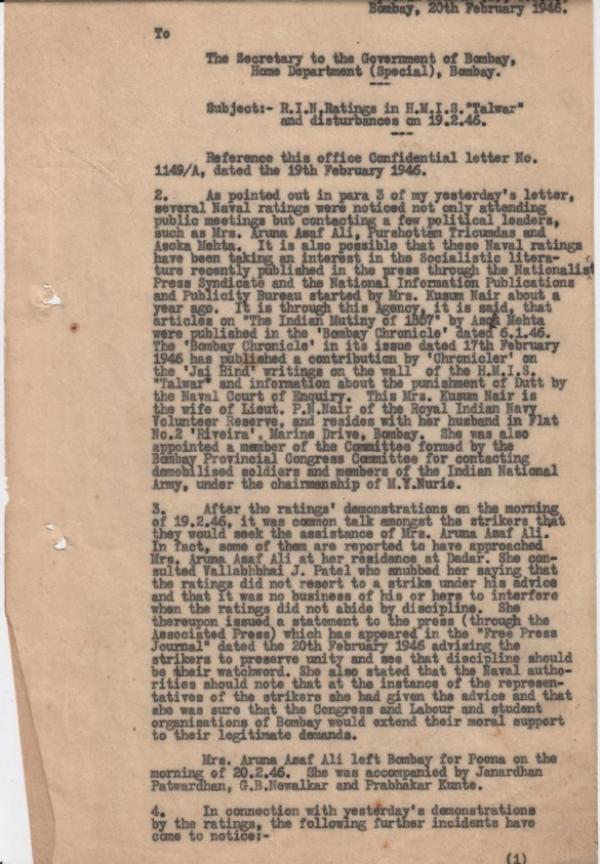 Bombay, 20th February 1946.
To
The Secretary to the Government of Bombay,
Home Department (Special), Bombay.
Subject:- R.I.N.Ratings in H.M.I.S."Talwar"
and disturbances on 19.2.46.
Reference this office Confidential letter No.
1149/A, dated the 19th February 1946.
2. As pointed out in para 3 of my yesterday's letter,
several Naval ratings were noticed not only attending
public meetings but contacting a few political leaders,
such as Mrs. Aruna Asaf Ali, Purshottam Tricumdas and
Asoka Mehta. It is also possible that these Naval ratings
have been taking an interest in the Socialistic litera-
ture recently published in the press through the Nationalist
Press Syndicate and the National Information Publications
and Publicity Bureau started by Mrs. Kusum Nair about a
year ago. It is through this Agency, it is said, that
articles on "The Indian Mutiny of 1857" by Mehta
were published in the 'Bombay Chronicle' dated 6.1.46.
The 'Bombay Chronicle' in its issue dated 17th February
1946 has published a contribution by 'Chronicler' on
the 'Jai Hind' writings on the wall of the H.M.I.S.
"Talwar" and information about the punishment of Dutt by
the Naval Court of Enquiry. This Mrs. Kusum Nair is
the wife of Lieut. P.N.Nair of the Royal Indian Navy
Volunteer Reserve, and resides with her husband in Flat
No.2 'Riveira', Marine Drive, Bombay. She was also
appointed a member of the Committee formed by the
Bombay Provincial Congress Committee for contacting
demobilised soldiers and members of the Indian National
Army, under the chairmanship of M.Y.Nurie.
3. After the ratings' demonstrations on the morning
of 19.2.46, it was common talk amongst the strikers that
they would seek the assistance of Mrs. Aruna Asaf Ali.
In fact, some of them are reported to have approached
Mrs. Aruna Asaf Ali at her residence at Dadar. She con-
sulted Vallabhbhai J. Patel who snubbed her saying that
the ratings did not resort to a strike under his advice
and that it was no business of his or hers to interfere
when the ratings did not abide by discipline. She
thereupon issued a statement to the press (through the
Associated Press) which has appeared in the "Free Press
Journal" dated the 20th February 1946 advising the
strikers to preserve unity and see that discipline should
be their watchword. She also stated that the Naval autho-
rities should note that at the instance of the represen-
tatives of the strikers she had given the advice and that
she was sure that the Congress and Labour and student
organisations of Bombay would extend their moral support
to their legitimate demands.
Mrs. Aruna Asaf Ali left Bombay for Poona on the
morning of 20.2.46. She was accompanied by Janardhan
Patwardhan, G.B.Newalkar and Prabhakar Kunte.
4. In connection with yesterday's demonstrations
by the ratings, the following further incidents have
come to notice:-
(1)